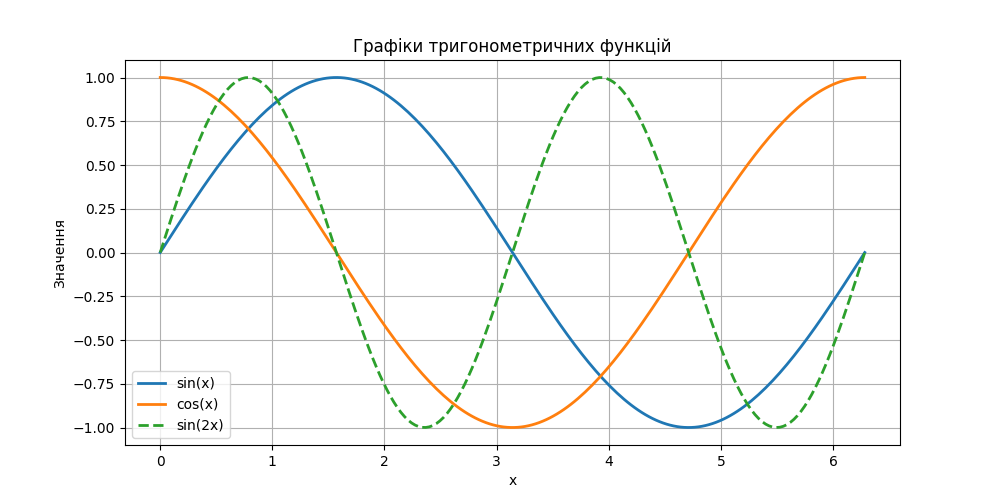 Графіки тригонометричних функцій
Значення
1.00
0.75
0.50
0.25
0.00
−0.25
−0.50
−0.75
−1.00
sin(x)
cos(x)
sin(2x)
0 1 2 3 4 5 6
x